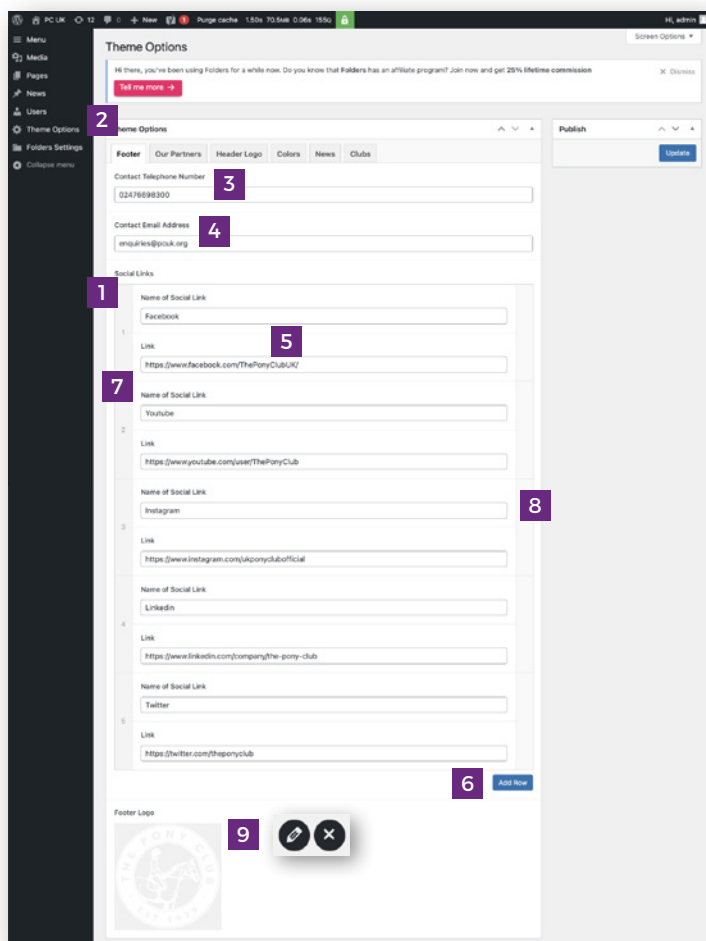 PC UK 12 0 + New 1 Purge cache 1.50s 70.5MB 0.06s 155Q Hi, admin
Menu
Media
Pages
News
Users
Theme Options
Folders Settings
Collapse menu
Screen Options ▼
Theme Options
Hi there, you've been using Folders for a while now. Do you know that Folders has an affiliate program? Join now and get 25% lifetime commission
Dismiss
Tell me more →
2
Theme Options
Publish
Update
Footer Our Partners Header Logo Colors News Clubs
Contact Telephone Number
3
02476698300
Contact Email Address
4
enquiries@pcuk.org
Social Links
1
Name of Social Link
Facebook
1
Link
5
https://www.facebook.com/ThePonyClubUK/
7
Name of Social Link
Youtube
2
Link
https://www.youtube.com/user/ThePonyClub
Name of Social Link
Instagram
8
3
Link
https://www.instagram.com/ukponyclubofficial
Name of Social Link
Linkedin
4
Link
https://www.linkedin.com/company/the-pony-club
Name of Social Link
Twitter
5
Link
https://twitter.com/theponyclub
6
Add Row
Footer Logo
9
THE PONY CLUB
EST 1929